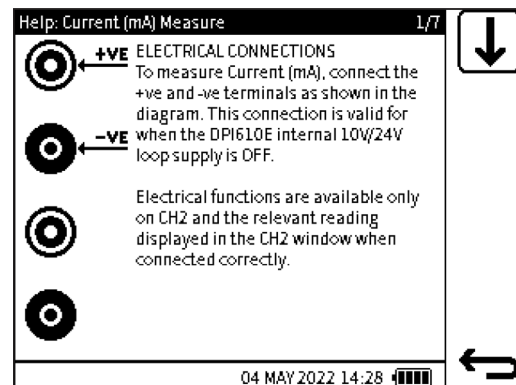 Help: Current (mA) Measure 1/7
+VE
-VE
ELECTRICAL CONNECTIONS
To measure Current (mA), connect the
+ve and -ve terminals as shown in the
diagram. This connection is valid for
when the DPI610E internal 10V/24V
loop supply is OFF.
Electrical functions are available only
on CH2 and the relevant reading
displayed in the CH2 window when
connected correctly.
04 MAY 2022 14:28